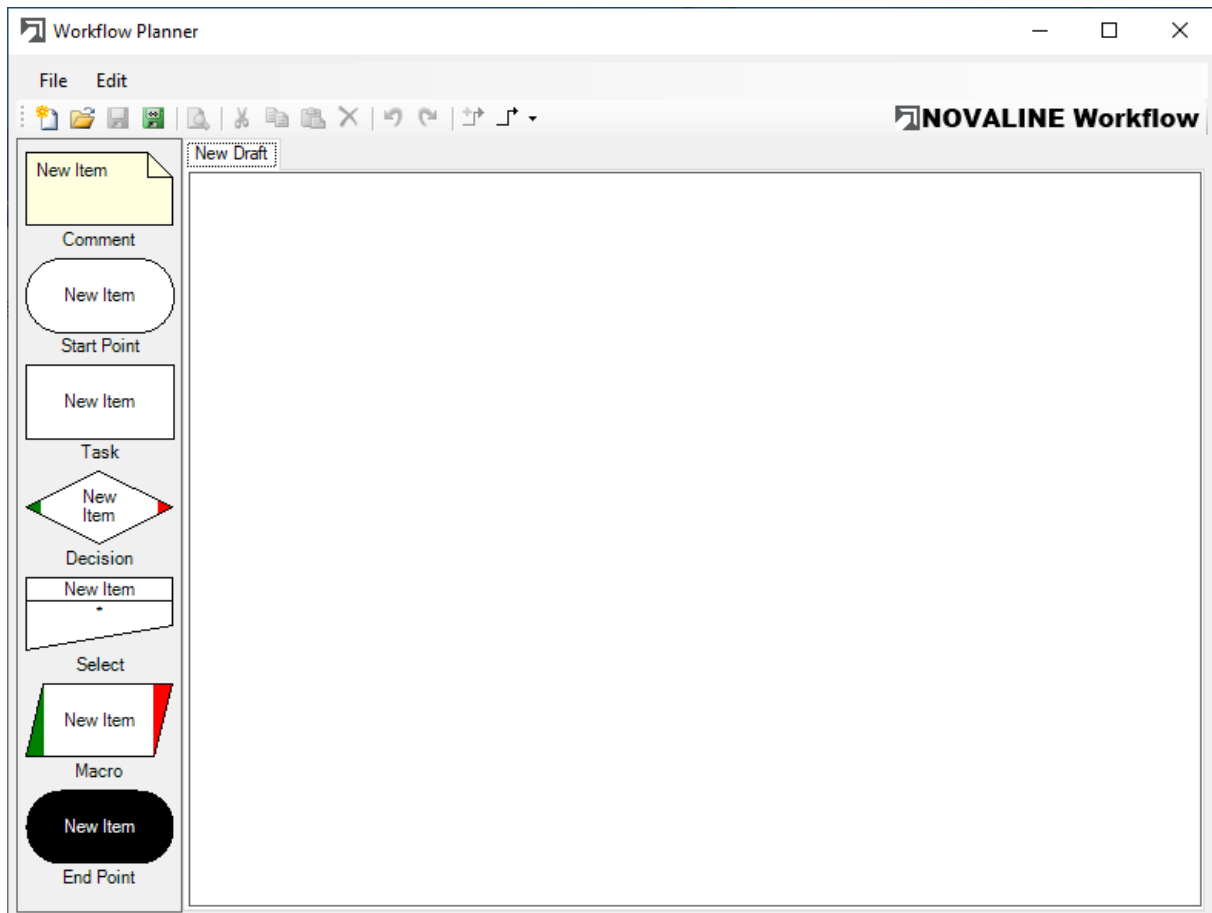 Workflow Planner
File Edit
NOVALINE Workflow
New Draft
New Item
Comment
New Item
Start Point
New Item
Task
New
Item
Decision
New Item
*
Select
New Item
Macro
New Item
End Point